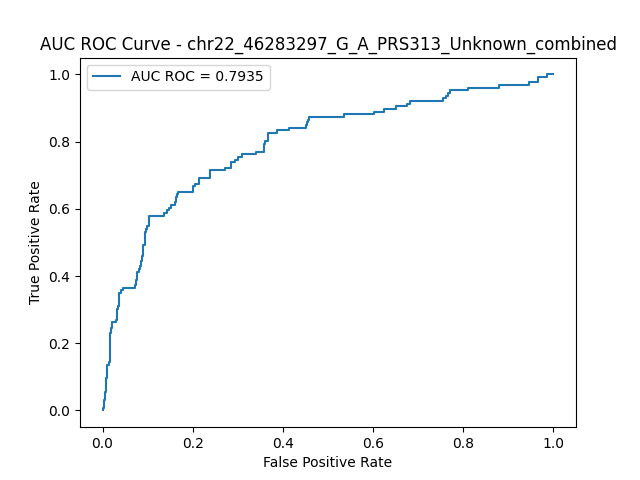 AUC ROC Curve - chr22_46283297_G_A_PRS313_Unknown_combined
AUC ROC = 0.7935
True Positive Rate
1.0
0.8
0.6
0.4
0.2
0.0
0.0 0.2 0.4 0.6 0.8 1.0
False Positive Rate